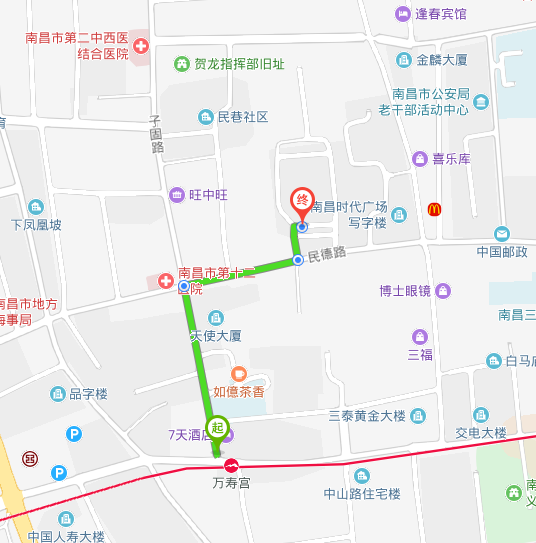 逢春宾馆
南昌市第二中西医
结合医院
贺龙指挥部旧址
金麟大厦
南昌市公安局
老干部活动中心
民巷社区
子固路
育
喜乐库
旺中旺
终
南昌时代广场
写字楼
下凤凰坡
民德路
中国邮政
南昌市第十二
医院
博士眼镜
南昌市地方
海事局
南昌三
天使大厦
三福
白马庙
如億茶香
品字楼
三泰黄金大楼
起
7天酒店
交电大楼
P
P
万寿宫
中山路住宅楼
南
义
中国人寿大楼